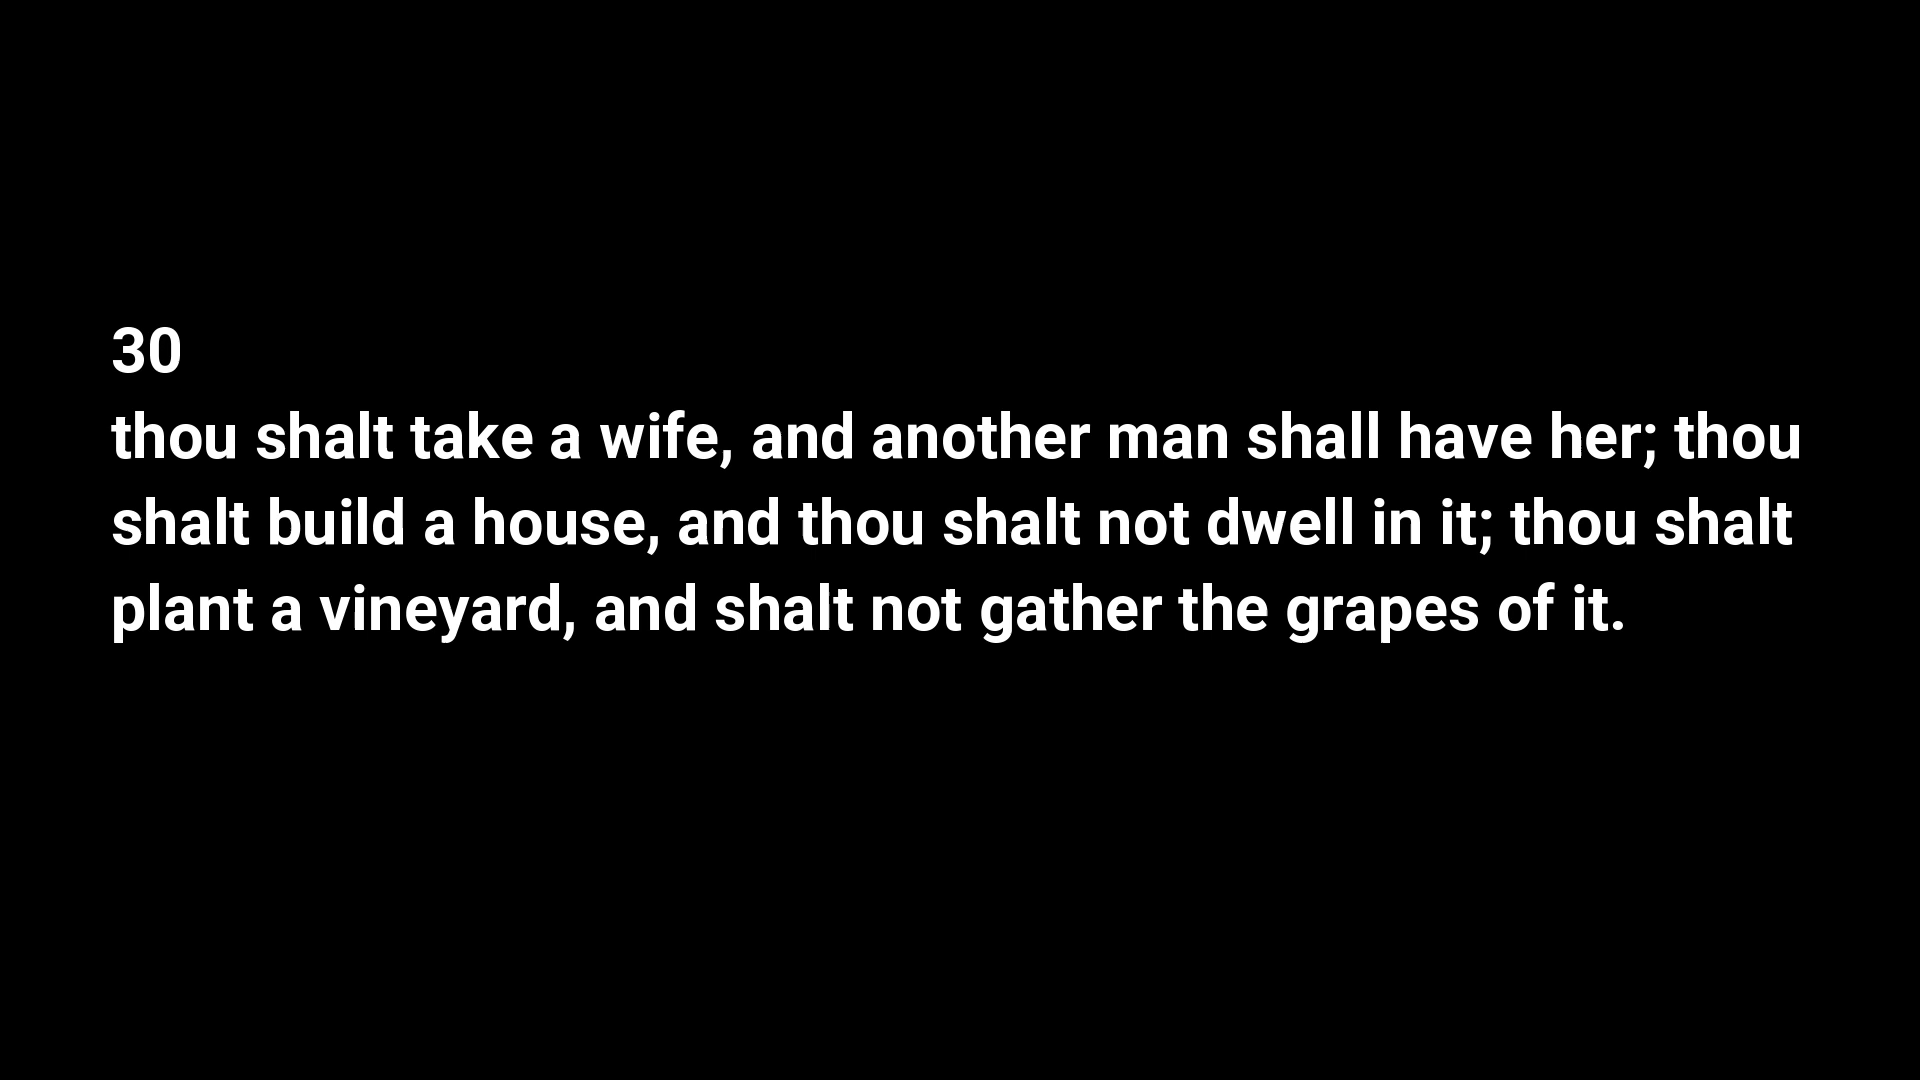 30
thou shalt take a wife, and another man shall have her; thou
shalt build a house, and thou shalt not dwell in it; thou shalt
plant a vineyard, and shalt not gather the grapes of it.